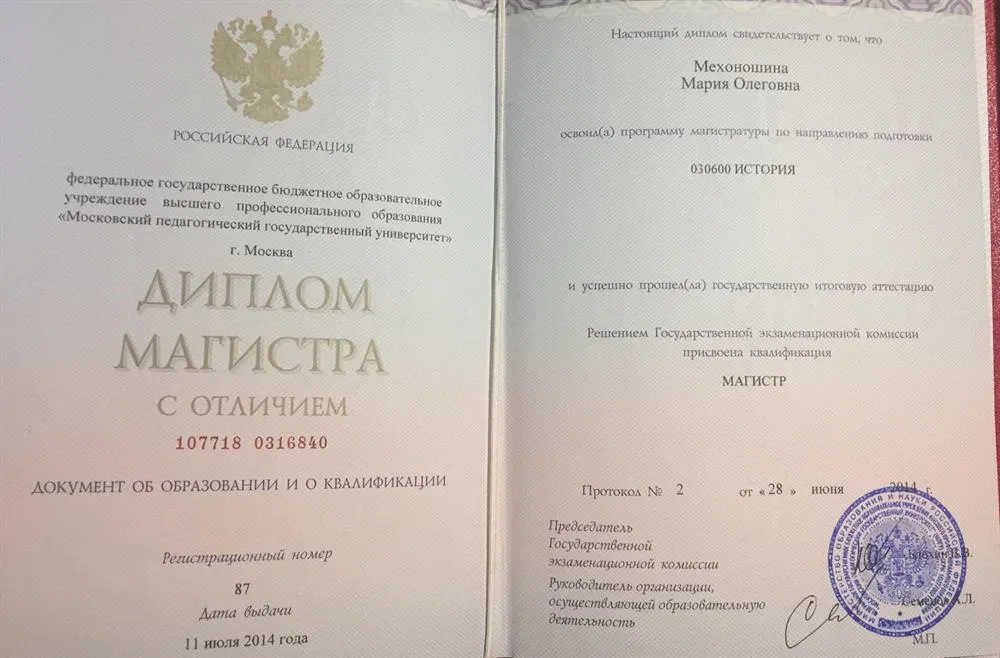 РОССИЙСКАЯ ФЕДЕРАЦИЯ
федеральное государственное бюджетное образовательное
учреждение высшего профессионального образования
«Московский педагогический государственный университет»
г. Москва
ДИПЛОМ
МАГИСТРА
С ОТЛИЧИЕМ
107718 0316840
ДОКУМЕНТ ОБ ОБРАЗОВАНИИ И О КВАЛИФИКАЦИИ
Регистрационный номер
87
Дата выдачи
11 июля 2014 года
Настоящий диплом свидетельствует о том, что
Мехоношина
Мария Олеговна
освоил(а) программу магистратуры по направлению подготовки
030600 ИСТОРИЯ
и успешно прошел(ла) государственную итоговую аттестацию
Решением Государственной экзаменационной комиссии
присвоена квалификация
МАГИСТР
Протокол № 2 от «28» июня 2014 г.
Председатель
Государственной
экзаменационной комиссии
Руководитель организации,
осуществляющей образовательную
деятельность
Семенов А.Л.
М.П.